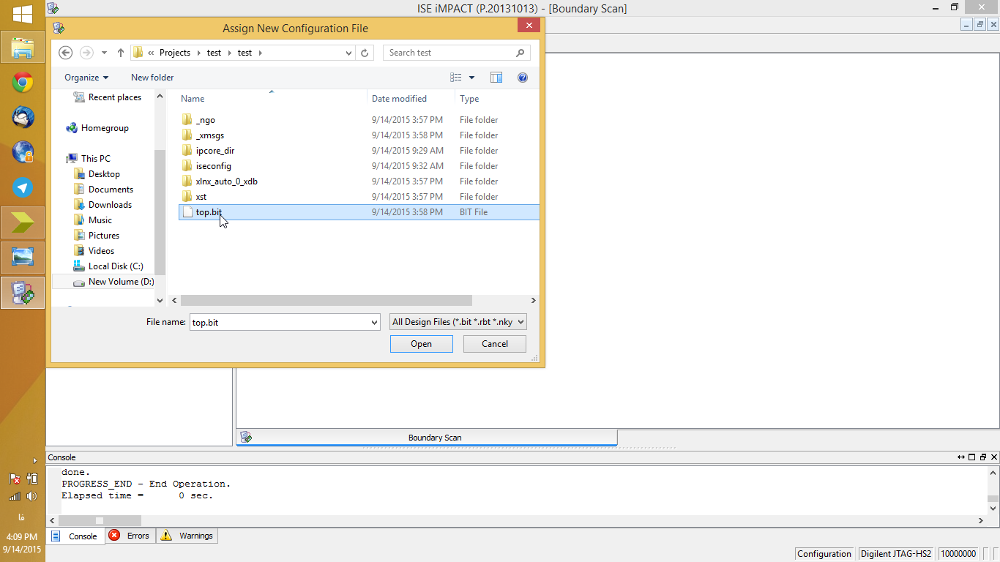 ISE iMPACT (P.20131013) - [Boundary Scan]
Assign New Configuration File
« Projects test test
Search test
Organize New folder
Name Date modified Type
Recent places
Homegroup
This PC
Desktop
Documents
Downloads
Music
Pictures
Videos
Local Disk (C:)
New Volume (D:)
_ngo 9/14/2015 3:57 PM File folder
_xmsgs 9/14/2015 3:58 PM File folder
ipcore_dir 9/14/2015 9:29 AM File folder
iseconfig 9/14/2015 9:32 AM File folder
xlnx_auto_0_xdb 9/14/2015 3:57 PM File folder
xst 9/14/2015 3:57 PM File folder
top.bit 9/14/2015 3:58 PM BIT File
File name: top.bit All Design Files (*.bit *.rbt *.nky
Open Cancel
Boundary Scan
Console
done.
PROGRESS_END - End Operation.
Elapsed time = 0 sec.
Console Errors Warnings
Configuration Digilent JTAG-HS2 10000000
فا
4:09 PM
9/14/2015